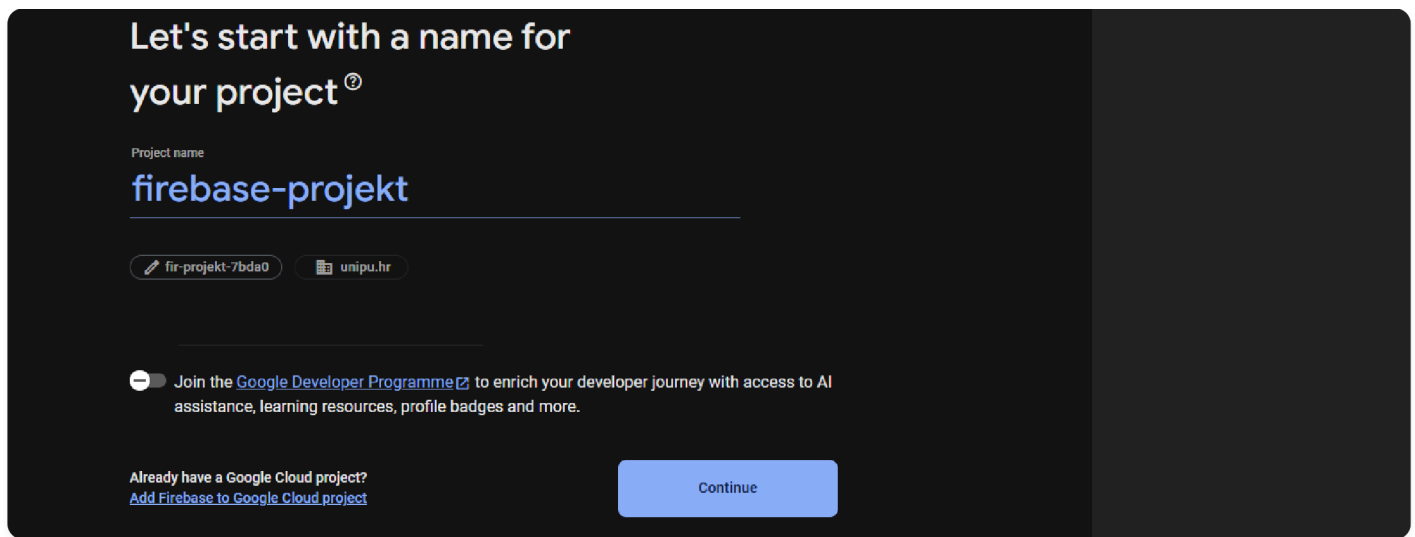 Let's start with a name for
your project
Project name
firebase-projekt
fir-projekt-7bda0
unipu.hr
Join the Google Developer Programme to enrich your developer journey with access to AI
assistance, learning resources, profile badges and more.
Already have a Google Cloud project?
Add Firebase to Google Cloud project
Continue